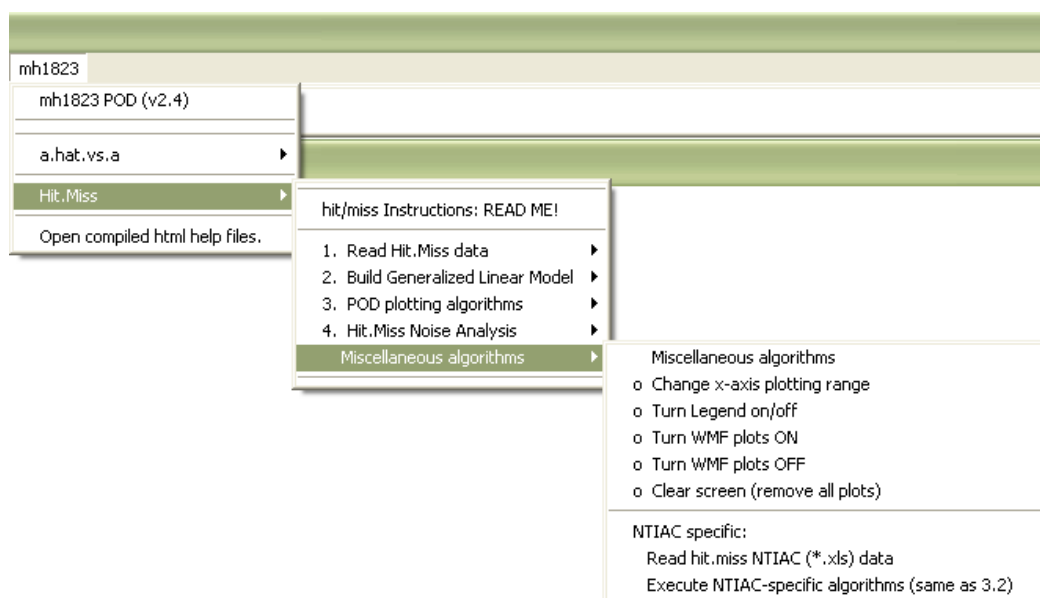 mh1823
mh1823 POD (v2.4)
a.hat.vs.a
Hit.Miss
Open compiled html help files.
hit/miss Instructions: READ ME!
1. Read Hit.Miss data
2. Build Generalized Linear Model
3. POD plotting algorithms
4. Hit.Miss Noise Analysis
Miscellaneous algorithms
Miscellaneous algorithms
o Change x-axis plotting range
o Turn Legend on/off
o Turn WMF plots ON
o Turn WMF plots OFF
o Clear screen (remove all plots)
NTIAC specific:
Read hit.miss NTIAC (*.xls) data
Execute NTIAC-specific algorithms (same as 3.2)